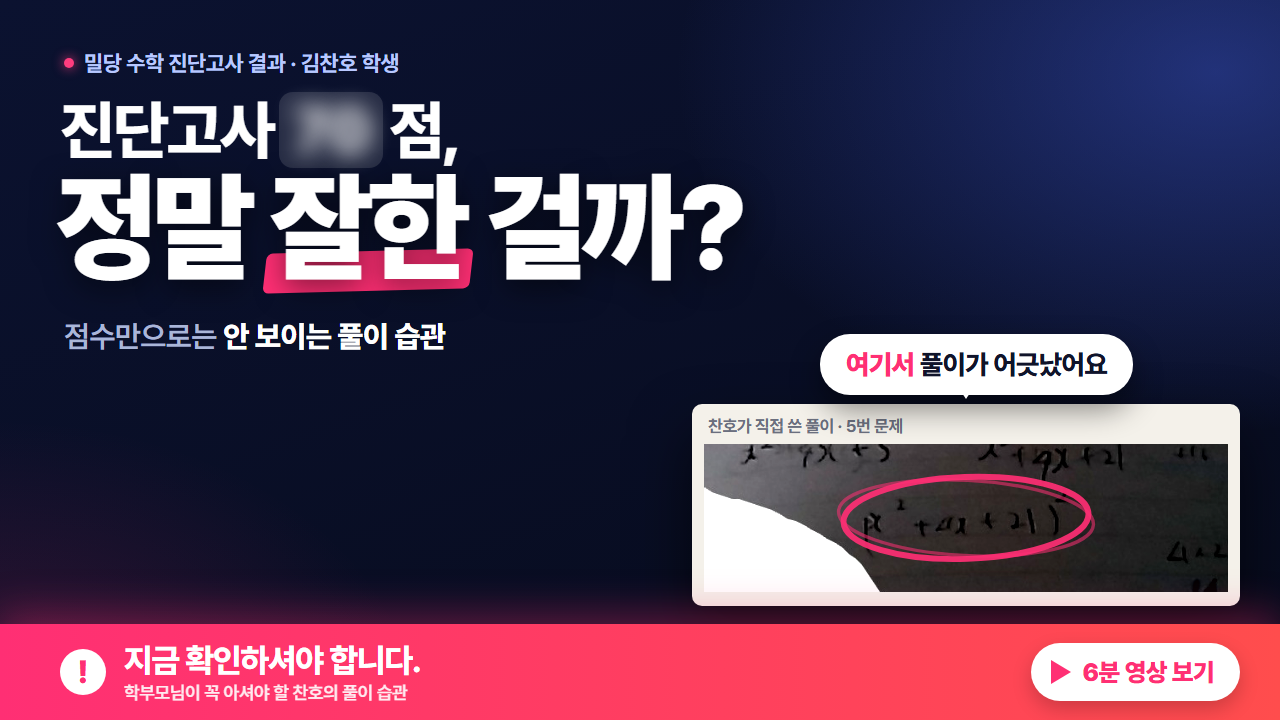 밀당 수학 진단고사 결과 · 김찬호 학생
진단고사 점,
정말 잘한 걸까?
점수만으로는 안 보이는 풀이 습관
여기서 풀이가 어긋났어요
찬호가 직접 쓴 풀이 · 5번 문제
x² + 4x + 21
(x² + 4x + 21)²
지금 확인하셔야 합니다.
학부모님이 꼭 아셔야 할 찬호의 풀이 습관
6분 영상 보기